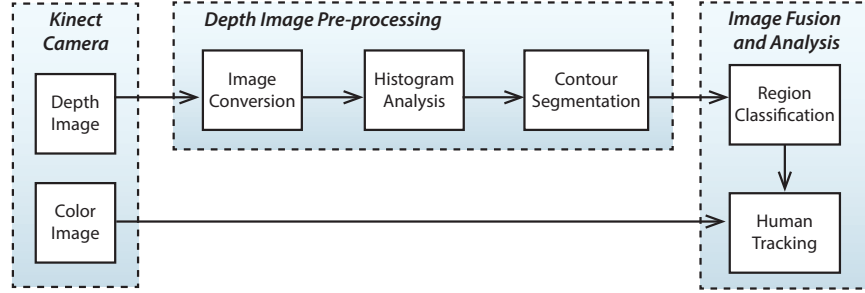 Kinect
Camera
Depth
Image
Color
Image
Depth Image Pre-processing
Image
Conversion
Histogram
Analysis
Contour
Segmentation
Image Fusion
and Analysis
Region
Classification
Human
Tracking